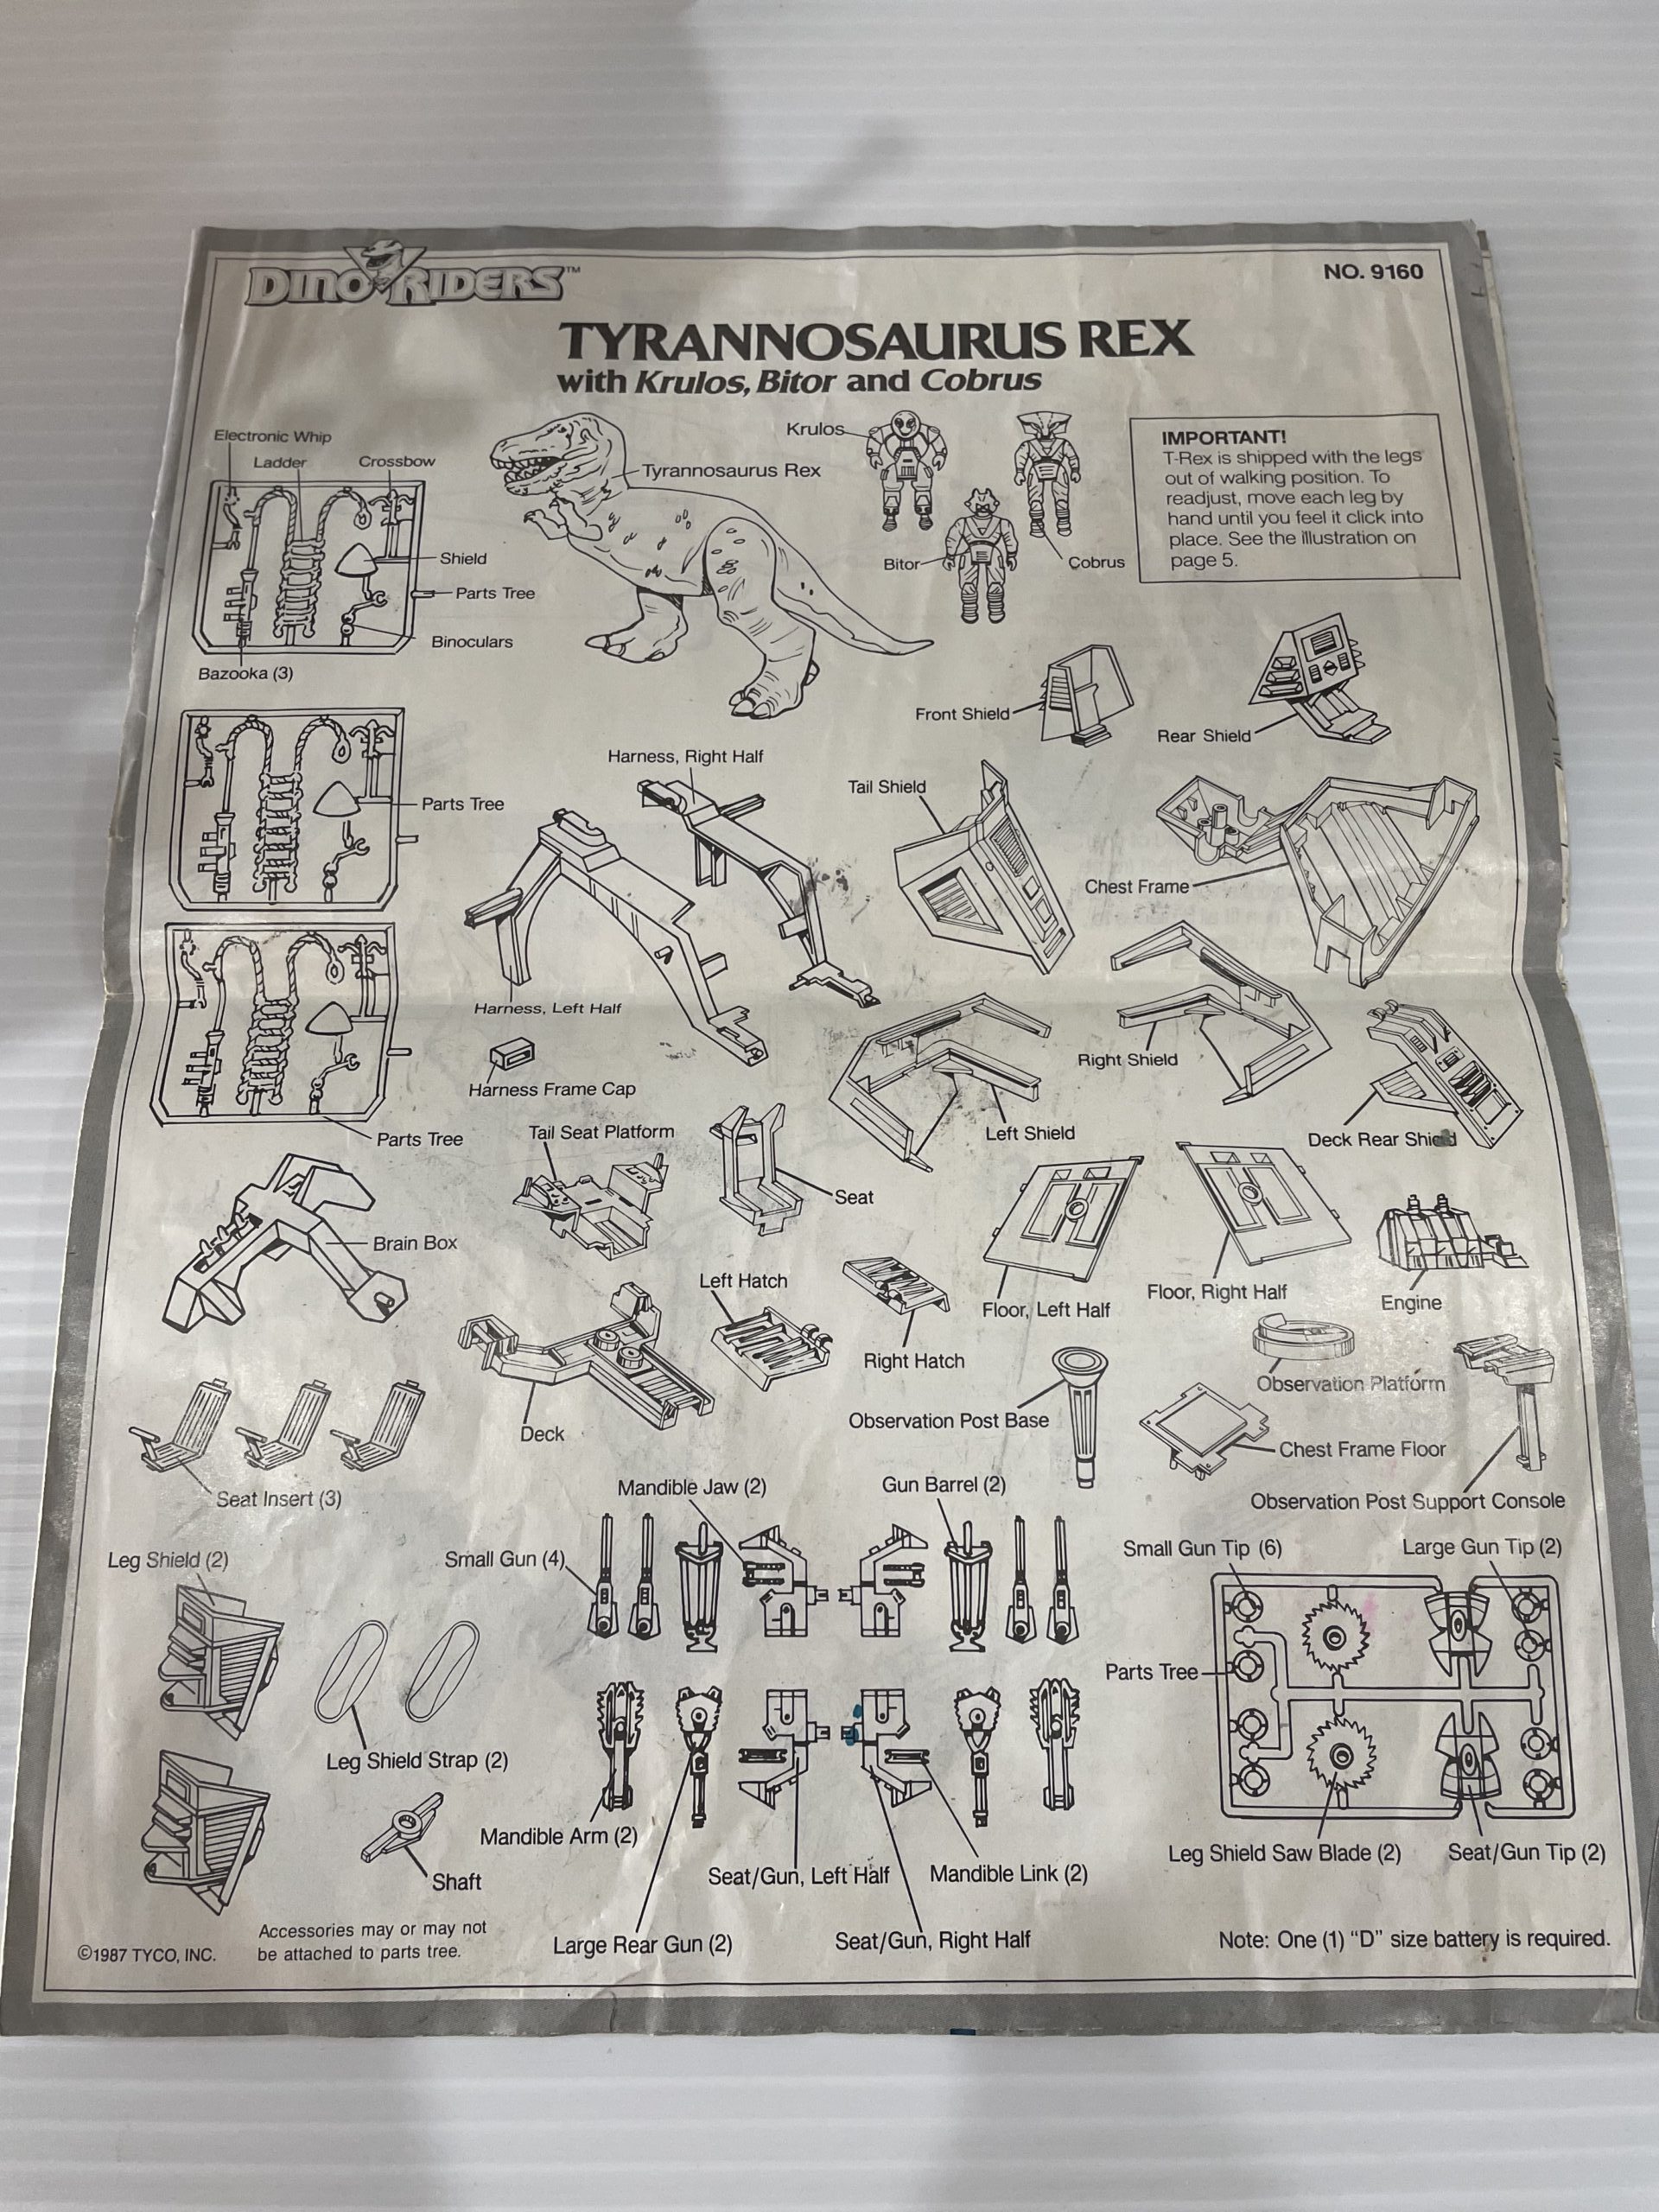 DINO RIDERS™
NO. 9160
TYRANNOSAURUS REX
with Krulos, Bitor and Cobrus
Electronic Whip
Ladder
Crossbow
Shield
Parts Tree
Binoculars
Bazooka (3)
Tyrannosaurus Rex
Krulos
Bitor
Cobrus
IMPORTANT!
T-Rex is shipped with the legs
out of walking position. To
readjust, move each leg by
hand until you feel it click into
place. See the illustration on
page 5.
Front Shield
Rear Shield
Parts Tree
Harness, Right Half
Tail Shield
Chest Frame
Harness, Left Half
Harness Frame Cap
Right Shield
Left Shield
Deck Rear Shield
Parts Tree
Tail Seat Platform
Seat
Brain Box
Left Hatch
Right Hatch
Floor, Left Half
Floor, Right Half
Engine
Deck
Observation Post Base
Observation Platform
Chest Frame Floor
Observation Post Support Console
Seat Insert (3)
Mandible Jaw (2)
Gun Barrel (2)
Leg Shield (2)
Small Gun (4)
Small Gun Tip (6)
Large Gun Tip (2)
Parts Tree
Leg Shield Strap (2)
Shaft
Mandible Arm (2)
Seat/Gun, Left Half
Mandible Link (2)
Leg Shield Saw Blade (2)
Seat/Gun Tip (2)
Large Rear Gun (2)
Seat/Gun, Right Half
©1987 TYCO, INC.
Accessories may or may not
be attached to parts tree.
Note: One (1) "D" size battery is required.